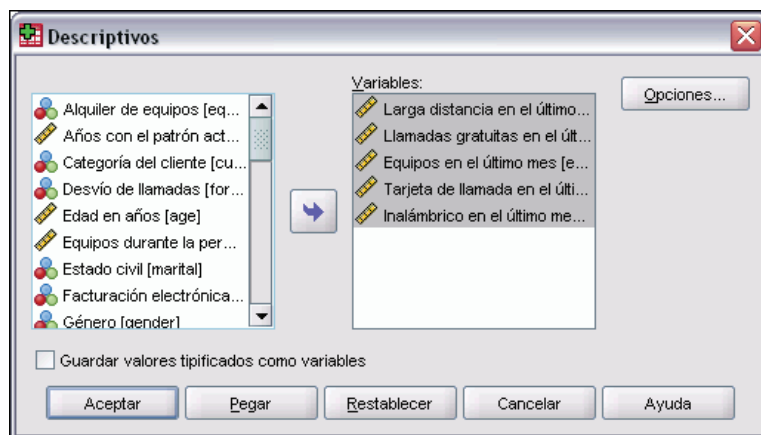 Descriptivos
Alquiler de equipos [eq...
Años con el patrón act...
Categoría del cliente [cu...
Desvío de llamadas [for...
Edad en años [age]
Equipos durante la per...
Estado civil [marital]
Facturación electrónica...
Género [gender]
Variables:
Larga distancia en el último...
Llamadas gratuitas en el últ...
Equipos en el último mes [e...
Tarjeta de llamada en el últi...
Inalámbrico en el último me...
Opciones...
Guardar valores tipificados como variables
Aceptar
Pegar
Restablecer
Cancelar
Ayuda